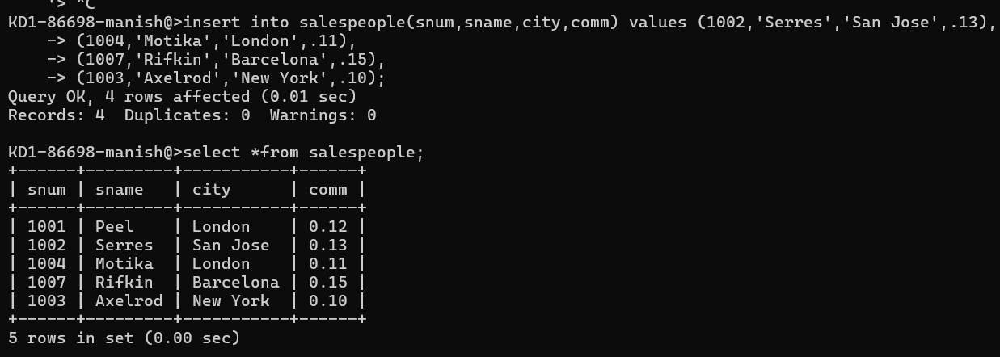 '> ^C
KD1-86698-manish@>insert into salespeople(snum,sname,city,comm) values (1002,'Serres','San Jose',.13),
    -> (1004,'Motika','London',.11),
    -> (1007,'Rifkin','Barcelona',.15),
    -> (1003,'Axelrod','New York',.10);
Query OK, 4 rows affected (0.01 sec)
Records: 4  Duplicates: 0  Warnings: 0
KD1-86698-manish@>select *from salespeople;
+------+---------+-----------+------+
| snum | sname   | city      | comm |
+------+---------+-----------+------+
| 1001 | Peel    | London    | 0.12 |
| 1002 | Serres  | San Jose  | 0.13 |
| 1004 | Motika  | London    | 0.11 |
| 1007 | Rifkin  | Barcelona | 0.15 |
| 1003 | Axelrod | New York  | 0.10 |
+------+---------+-----------+------+
5 rows in set (0.00 sec)